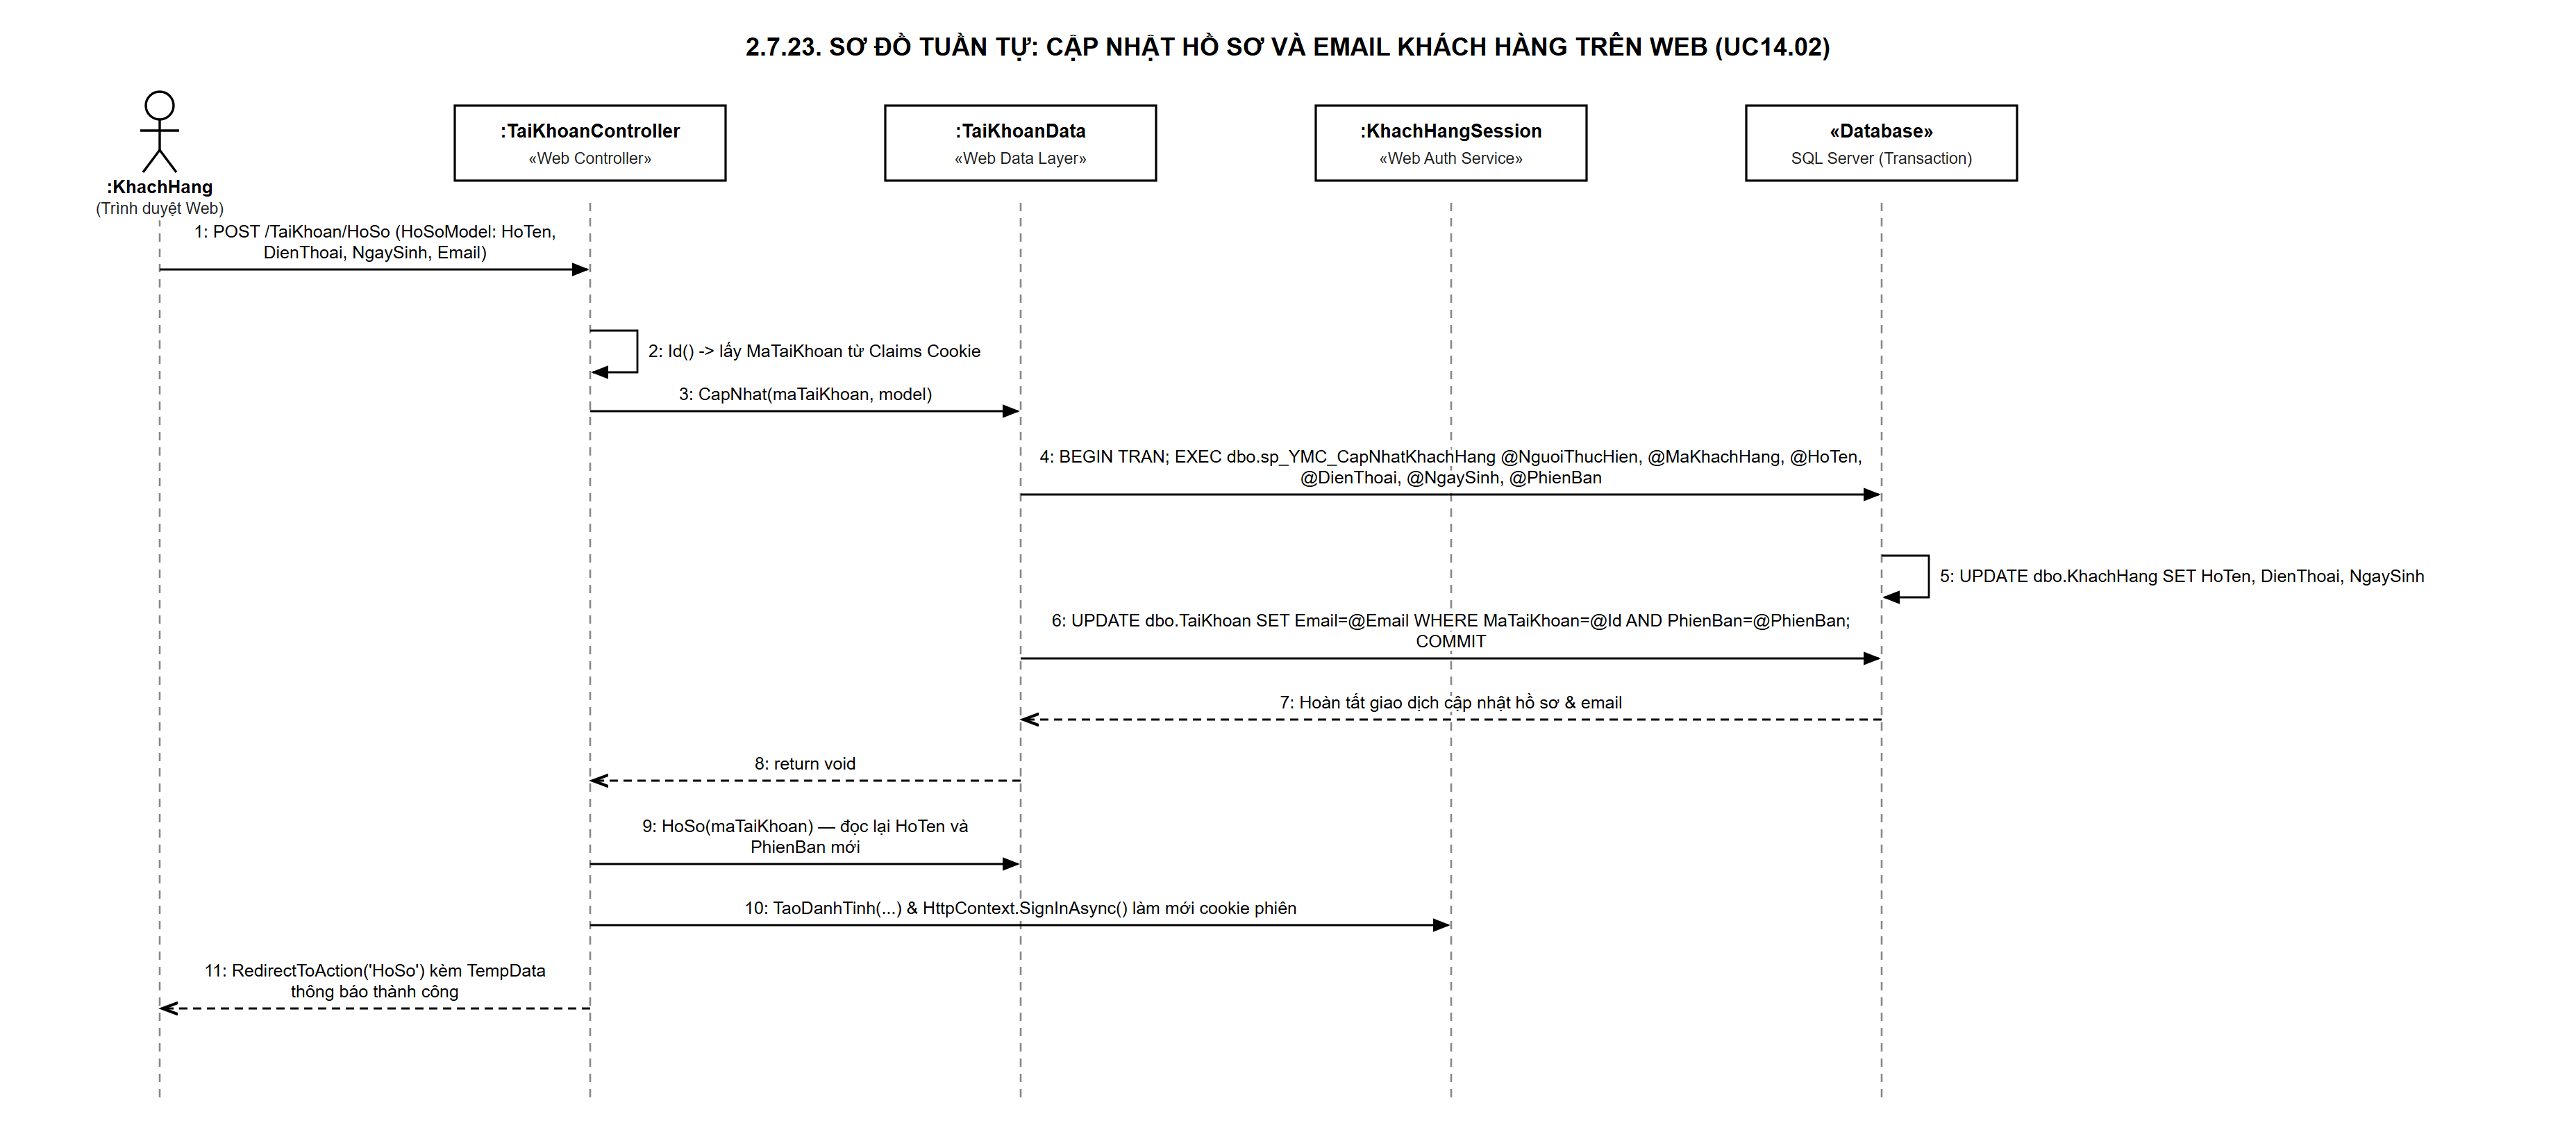 2.7.23. SƠ ĐỒ TUẦN TỰ: CẬP NHẬT HỒ SƠ VÀ EMAIL KHÁCH HÀNG TRÊN WEB (UC14.02)
:KhachHang
(Trình duyệt Web)
:TaiKhoanController
«Web Controller»
:TaiKhoanData
«Web Data Layer»
:KhachHangSession
«Web Auth Service»
«Database»
SQL Server (Transaction)
1: POST /TaiKhoan/HoSo (HoSoModel: HoTen,
DienThoai, NgaySinh, Email)
2: Id() -> lấy MaTaiKhoan từ Claims Cookie
3: CapNhat(maTaiKhoan, model)
4: BEGIN TRAN; EXEC dbo.sp_YMC_CapNhatKhachHang @NguoiThucHien, @MaKhachHang, @HoTen,
@DienThoai, @NgaySinh, @PhienBan
5: UPDATE dbo.KhachHang SET HoTen, DienThoai, NgaySinh
6: UPDATE dbo.TaiKhoan SET Email=@Email WHERE MaTaiKhoan=@Id AND PhienBan=@PhienBan;
COMMIT
7: Hoàn tất giao dịch cập nhật hồ sơ & email
8: return void
9: HoSo(maTaiKhoan) — đọc lại HoTen và
PhienBan mới
10: TaoDanhTinh(...) & HttpContext.SignInAsync() làm mới cookie phiên
11: RedirectToAction('HoSo') kèm TempData
thông báo thành công